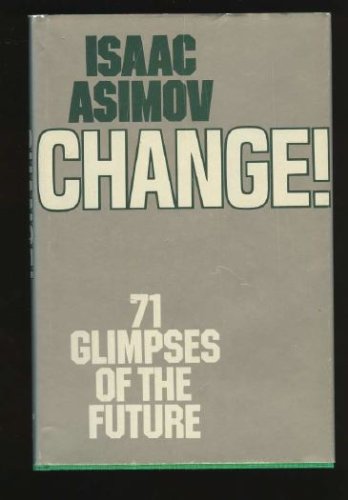 ISAAC
ASIMOV
CHANGE!
71
GLIMPSES
OF THE
FUTURE